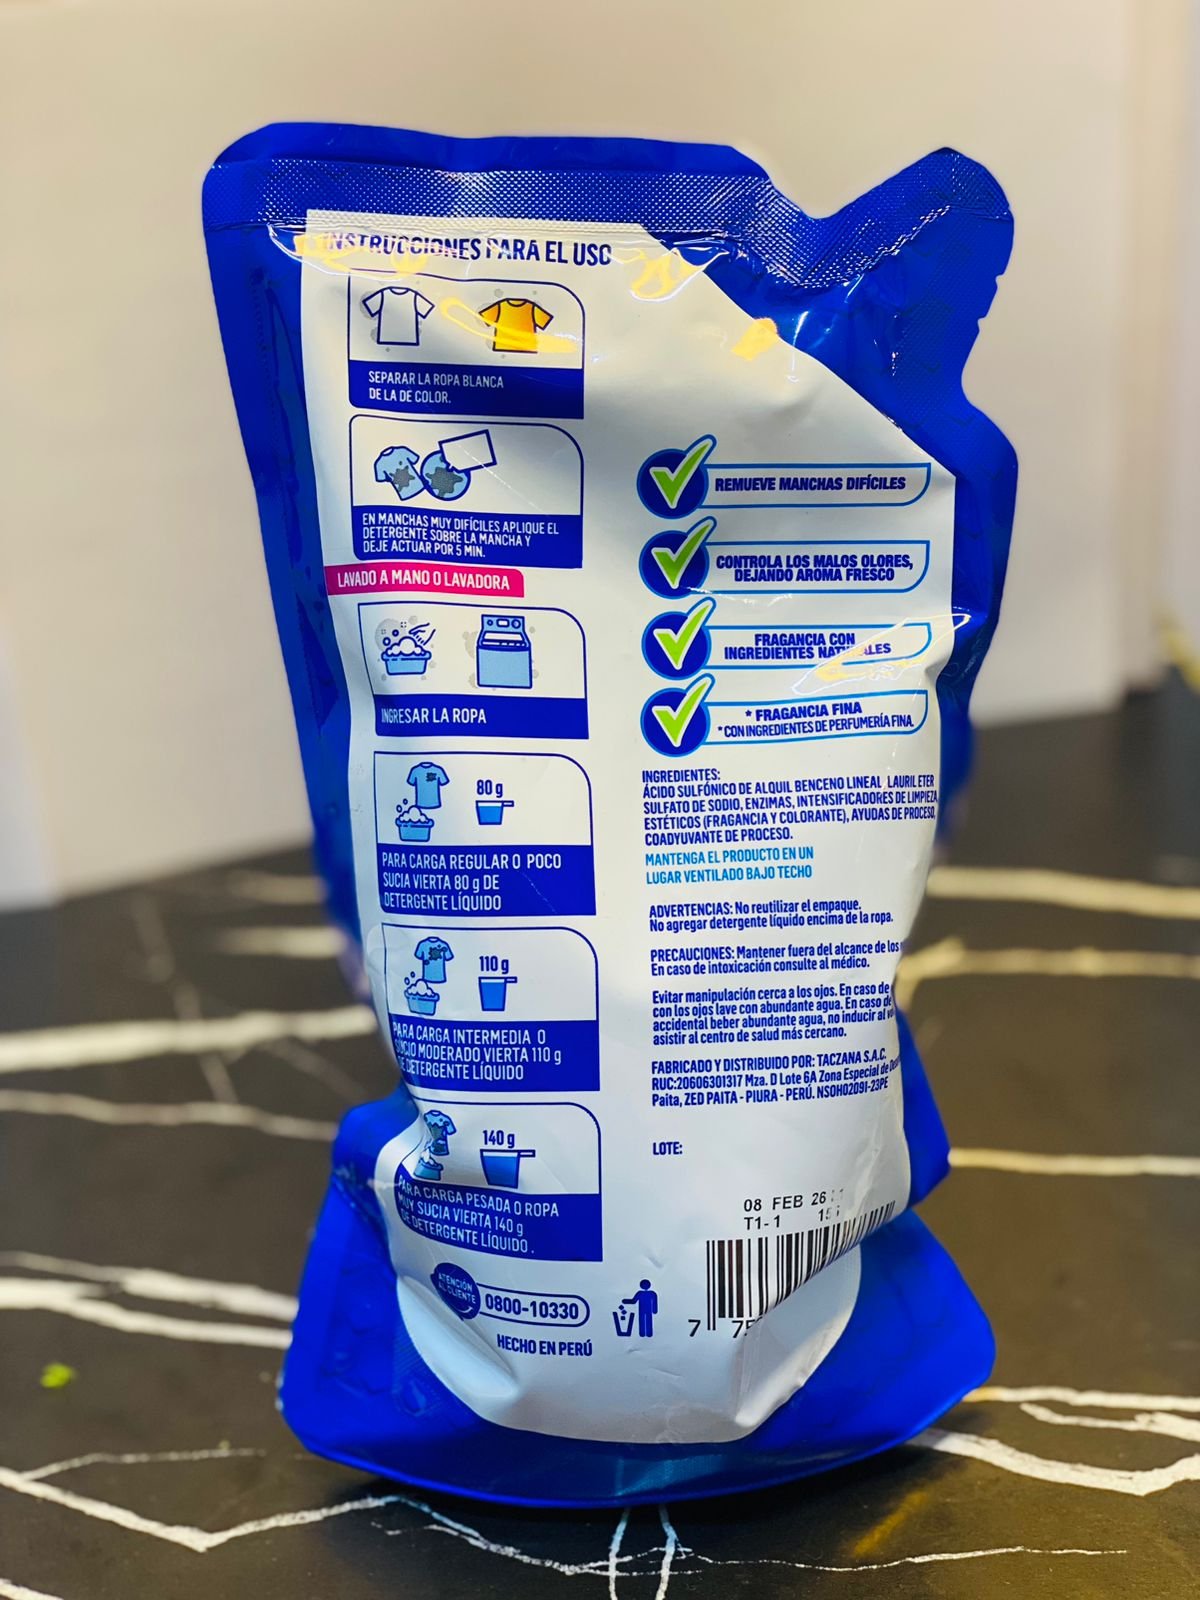 INSTRUCCIONES PARA EL USO
SEPARAR LA ROPA BLANCA
DE LA DE COLOR.
EN MANCHAS MUY DIFÍCILES APLIQUE EL
DETERGENTE SOBRE LA MANCHA Y
DEJE ACTUAR POR 5 MIN.
LAVADO A MANO O LAVADORA
INGRESAR LA ROPA
80 g
PARA CARGA REGULAR O POCO
SUCIA VIERTA 80 g DE
DETERGENTE LÍQUIDO
110 g
PARA CARGA INTERMEDIA O
SUCIO MODERADO VIERTA 110 g
DE DETERGENTE LÍQUIDO
140 g
PARA CARGA PESADA O ROPA
MUY SUCIA VIERTA 140 g
DE DETERGENTE LÍQUIDO.
ATENCIÓN
AL CLIENTE
0800-10330
HECHO EN PERÚ
REMUEVE MANCHAS DIFÍCILES
CONTROLA LOS MALOS OLORES,
DEJANDO AROMA FRESCO
FRAGANCIA CON
INGREDIENTES NATURALES
* FRAGANCIA FINA
*CON INGREDIENTES DE PERFUMERÍA FINA.
INGREDIENTES:
ÁCIDO SULFÓNICO DE ALQUIL BENCENO LINEAL, LAURIL ETER
SULFATO DE SODIO, ENZIMAS, INTENSIFICADORES DE LIMPIEZA,
ESTÉTICOS (FRAGANCIA Y COLORANTE), AYUDAS DE PROCESO,
COADYUVANTE DE PROCESO.
MANTENGA EL PRODUCTO EN UN
LUGAR VENTILADO BAJO TECHO
ADVERTENCIAS: No reutilizar el empaque.
No agregar detergente líquido encima de la ropa.
PRECAUCIONES: Mantener fuera del alcance de los
En caso de intoxicación consulte al médico.
Evitar manipulación cerca a los ojos. En caso de
con los ojos lave con abundante agua. En caso de
accidental beber abundante agua, no inducir al
asistir al centro de salud más cercano.
FABRICADO Y DISTRIBUIDO POR: TACZANA S.A.C.
RUC:20606301317 Mza. D Lote 6A Zona Especial de
Paita, ZED PAITA - PIURA - PERÚ. NSOH02091-23PE
LOTE:
08 FEB 26
T1-1
7 75